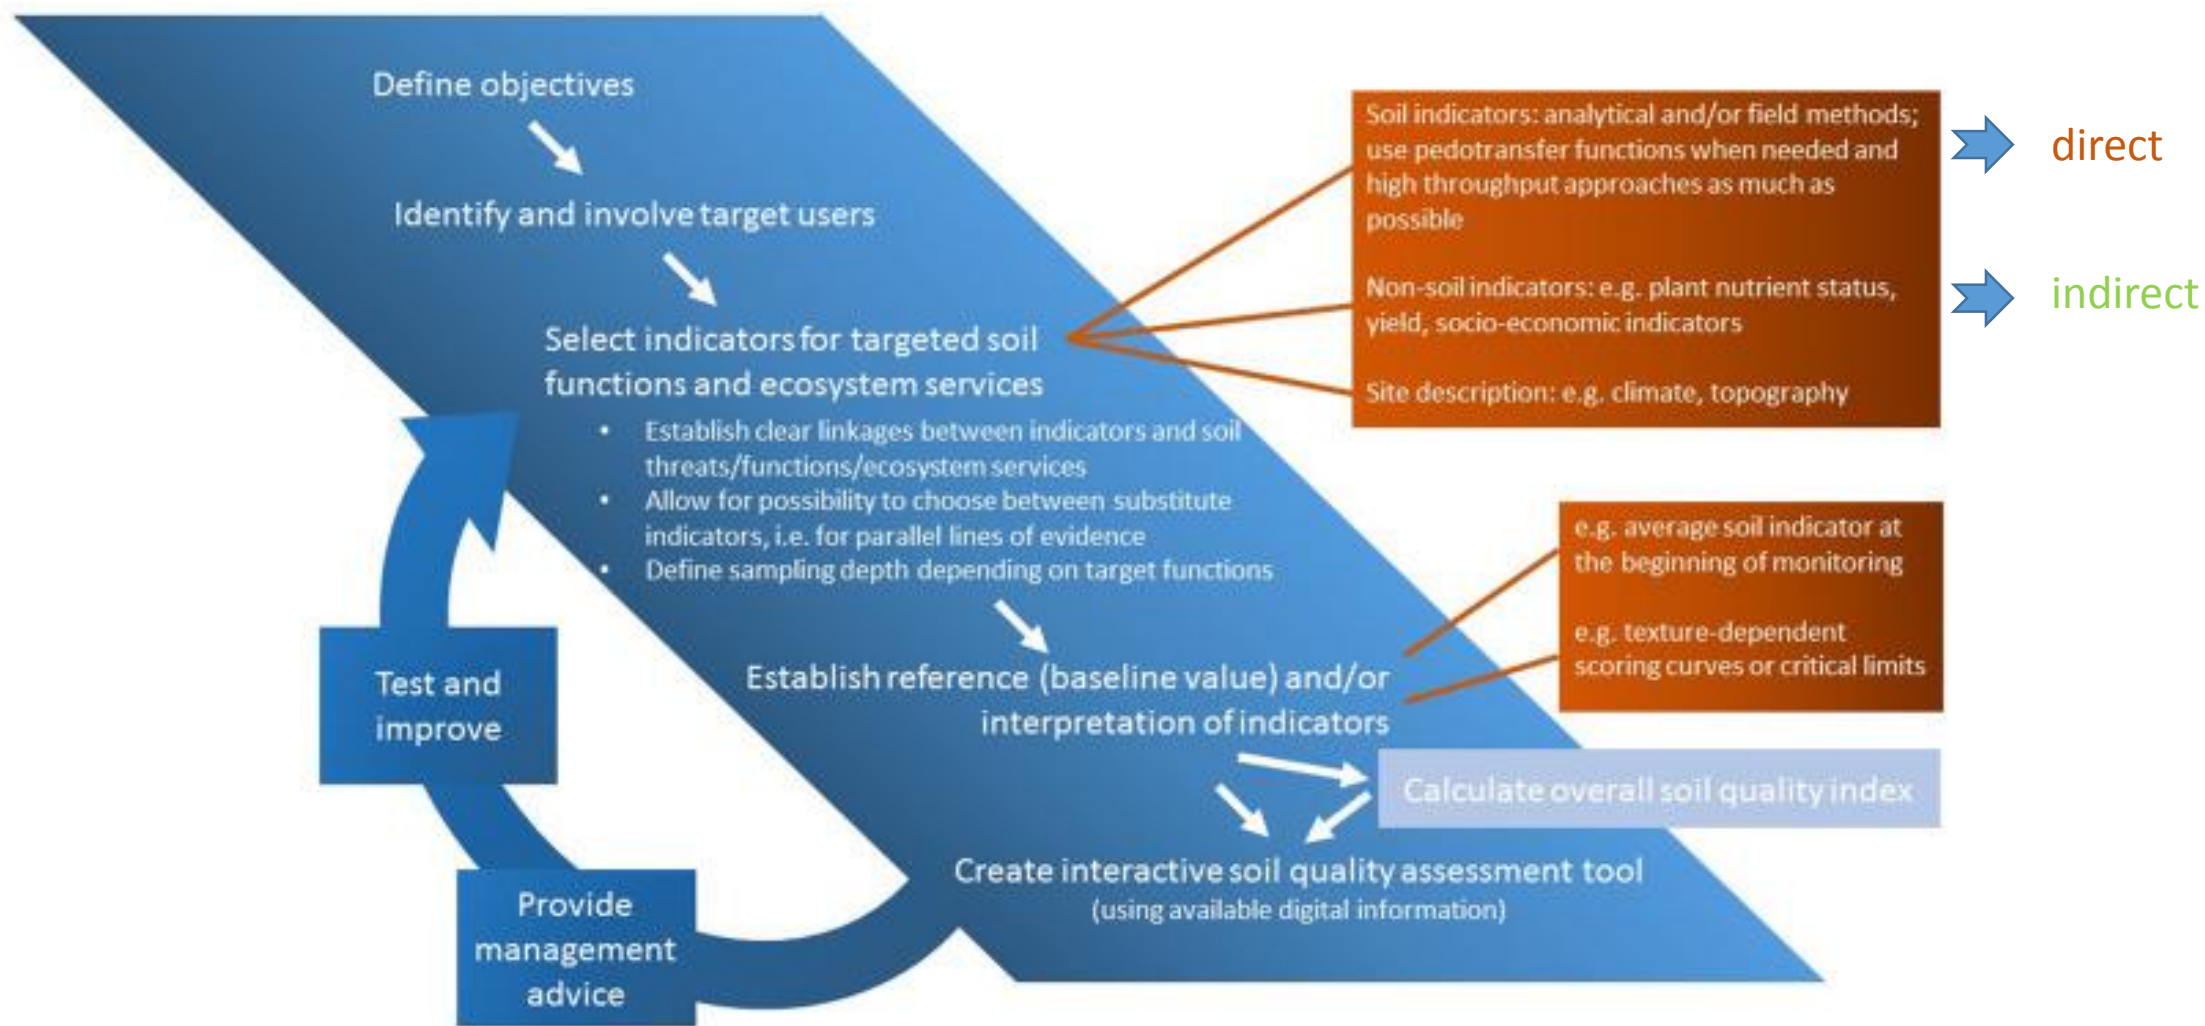 Define objectives
Identify and involve target users
Select indicators for targeted soil
functions and ecosystem services
• Establish clear linkages between indicators and soil
threats/functions/ecosystem services
• Allow for possibility to choose between substitute
indicators, i.e. for parallel lines of evidence
• Define sampling depth depending on target functions
Establish reference (baseline value) and/or
interpretation of indicators
Calculate overall soil quality index
Create interactive soil quality assessment tool
(using available digital information)
Provide
management
advice
Test and
improve
Soil indicators: analytical and/or field methods;
use pedotransfer functions when needed and
high throughput approaches as much as
possible
direct
Non-soil indicators: e.g. plant nutrient status,
yield, socio-economic indicators
indirect
Site description: e.g. climate, topography
e.g. average soil indicator at
the beginning of monitoring
e.g. texture-dependent
scoring curves or critical limits